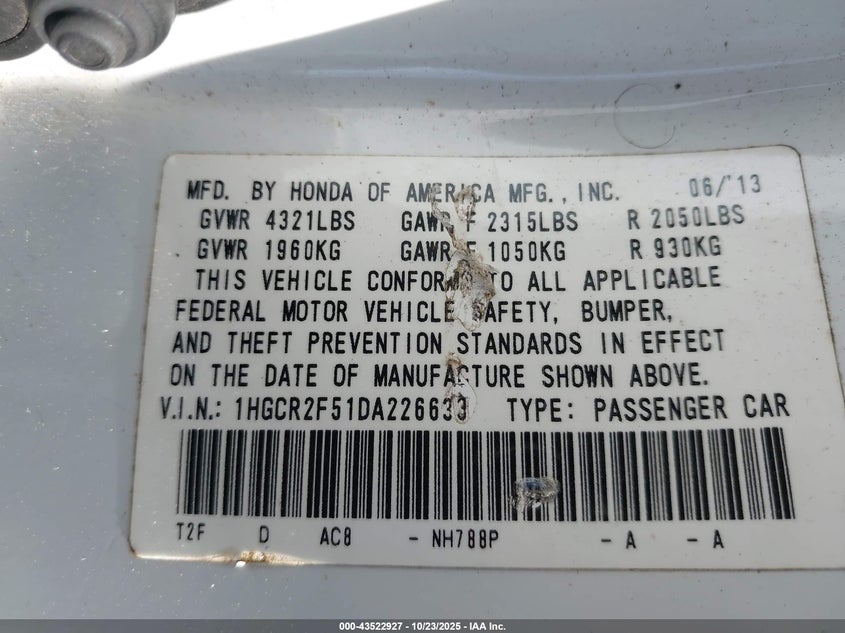 MFD. BY HONDA OF AMERICA MFG., INC. 06/'13
GVWR 4321LBS GAWR F 2315LBS R 2050LBS
GVWR 1960KG GAWR F 1050KG R 930KG
THIS VEHICLE CONFORMS TO ALL APPLICABLE
FEDERAL MOTOR VEHICLE SAFETY, BUMPER,
AND THEFT PREVENTION STANDARDS IN EFFECT
ON THE DATE OF MANUFACTURE SHOWN ABOVE.
V.I.N.: 1HGCR2F51DA226633 TYPE: PASSENGER CAR
T2F D AC8 - NH788P - A - A
000-43522927 - 10/23/2025 - IAA Inc.